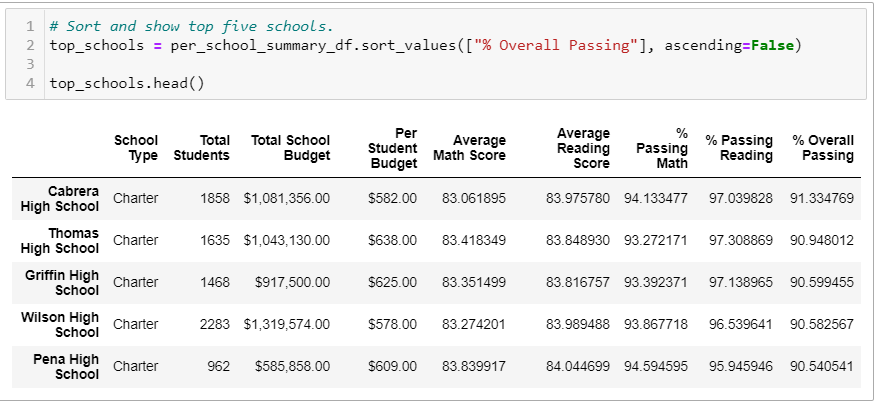 1 # Sort and show top five schools.
2 top_schools = per_school_summary_df.sort_values(["% Overall Passing"], ascending=False)
3
4 top_schools.head()
School Type Total Students Total School Budget Per Student Budget Average Math Score Average Reading Score % Passing Math % Passing Reading % Overall Passing
Cabrera High School Charter 1858 $1,081,356.00 $582.00 83.061895 83.975780 94.133477 97.039828 91.334769
Thomas High School Charter 1635 $1,043,130.00 $638.00 83.418349 83.848930 93.272171 97.308869 90.948012
Griffin High School Charter 1468 $917,500.00 $625.00 83.351499 83.816757 93.392371 97.138965 90.599455
Wilson High School Charter 2283 $1,319,574.00 $578.00 83.274201 83.989488 93.867718 96.539641 90.582567
Pena High School Charter 962 $585,858.00 $609.00 83.839917 84.044699 94.594595 95.945946 90.540541